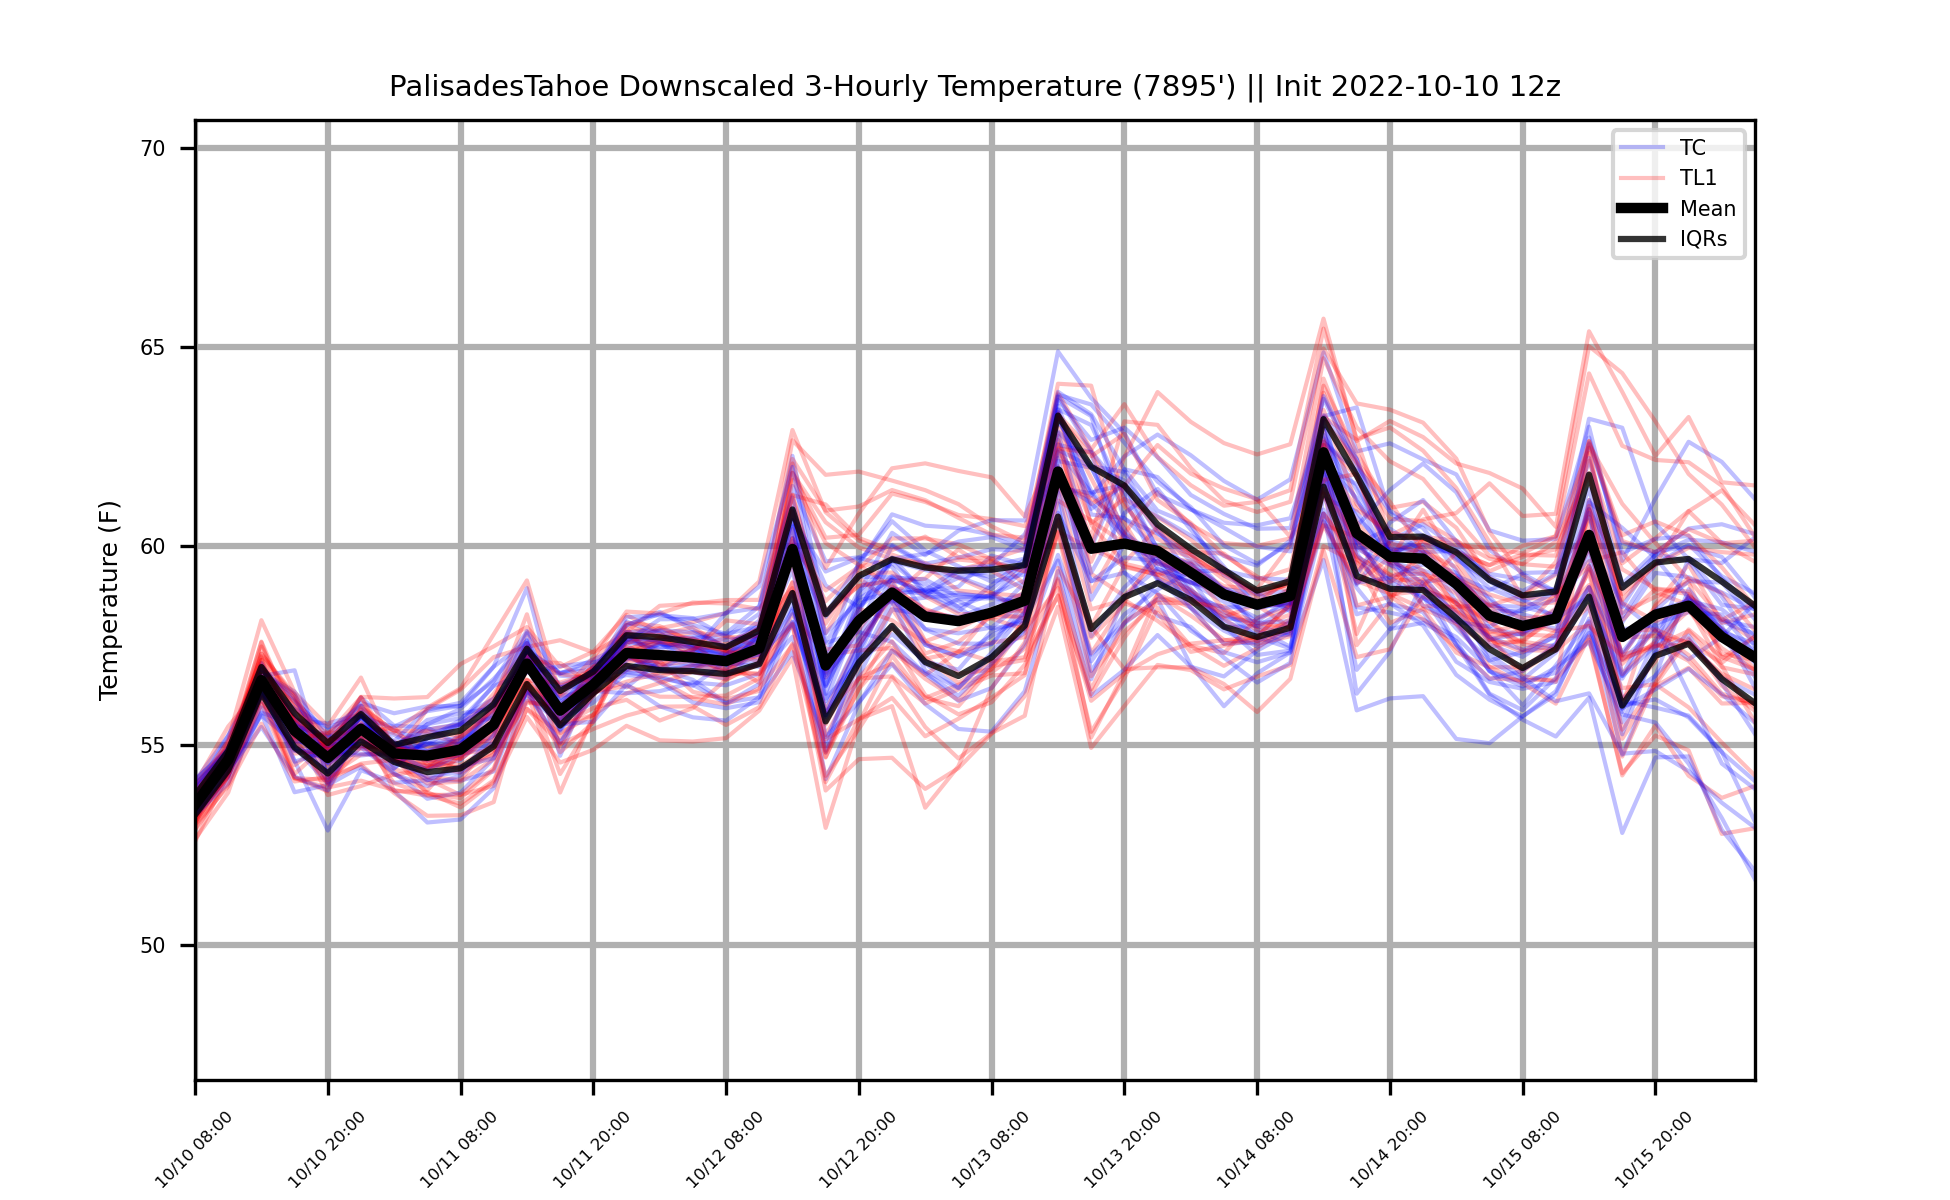 PalisadesTahoe Downscaled 3-Hourly Temperature (7895') || Init 2022-10-10 12z
70
65
60
55
50
Temperature (F)
TC
TL1
Mean
IQRs
10/10 08:00
10/10 20:00
10/11 08:00
10/11 20:00
10/12 08:00
10/12 20:00
10/13 08:00
10/13 20:00
10/14 08:00
10/14 20:00
10/15 08:00
10/15 20:00